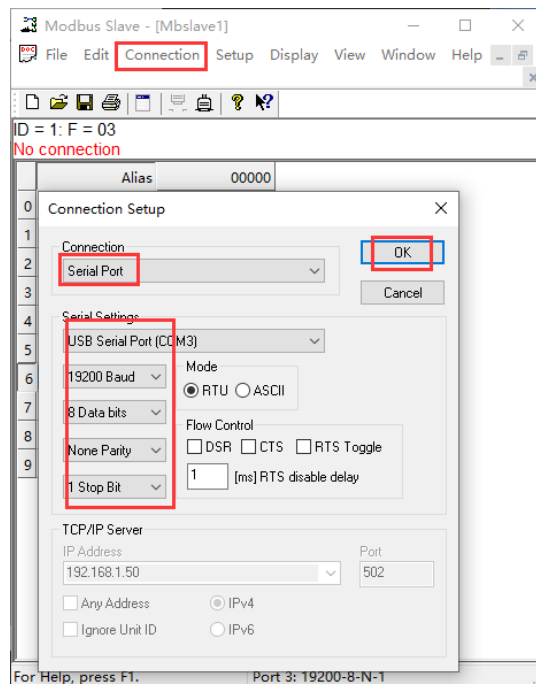 Modbus Slave - [Mbslave1]
File Edit Connection Setup Display View Window Help
ID = 1: F = 03
No connection
Alias 00000
0
1
2
3
4
5
6
7
8
9
Connection Setup
Connection
Serial Port
OK
Cancel
Serial Settings
USB Serial Port (COM3)
19200 Baud
8 Data bits
None Parity
1 Stop Bit
Mode
RTU ASCII
Flow Control
DSR CTS RTS Toggle
1 [ms] RTS disable delay
TCP/IP Server
IP Address Port
192.168.1.50 502
Any Address IPv4
Ignore Unit ID IPv6
For Help, press F1. Port 3: 19200-8-N-1